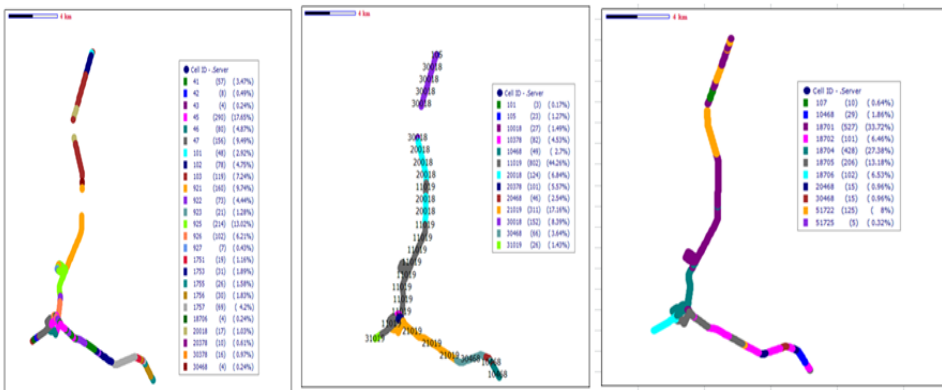 4 km
Cell ID - .Server
41 (57) ( 3.47%)
42 (8) ( 0.49%)
43 (4) ( 0.24%)
45 (290) (17.65%)
46 (80) ( 4.87%)
47 (156) ( 9.49%)
101 (48) ( 2.92%)
102 (78) ( 4.75%)
103 (119) ( 7.24%)
921 (160) ( 9.74%)
922 (73) ( 4.44%)
923 (21) ( 1.28%)
925 (214) (13.02%)
926 (102) ( 6.21%)
927 (7) ( 0.43%)
1751 (19) ( 1.16%)
1753 (31) ( 1.89%)
1755 (26) ( 1.58%)
1756 (30) ( 1.83%)
1757 (69) ( 4.2%)
18706 (4) ( 0.24%)
20018 (17) ( 1.03%)
20378 (10) ( 0.61%)
30378 (16) ( 0.97%)
30468 (4) ( 0.24%)
4 km
105
30018
30018
30018
30018
30018
20018
20018
20018
11019
20018
20018
11019
11019
11019
11019
11019
11019
11019
11019
31019
21019
21019
21019
30468
10468
10468
Cell ID - .Server
101 (3) ( 0.17%)
105 (23) ( 1.27%)
10018 (27) ( 1.49%)
10378 (82) ( 4.53%)
10468 (49) ( 2.7%)
11019 (802) (44.26%)
20018 (124) ( 6.84%)
20378 (101) ( 5.57%)
20468 (46) ( 2.54%)
21019 (311) (17.16%)
30018 (152) ( 8.39%)
30468 (66) ( 3.64%)
31019 (26) ( 1.43%)
4 km
Cell ID - .Server
107 (10) ( 0.64%)
10468 (29) ( 1.86%)
18701 (527) (33.72%)
18702 (101) ( 6.46%)
18704 (428) (27.38%)
18705 (206) (13.18%)
18706 (102) ( 6.53%)
20468 (15) ( 0.96%)
30468 (15) ( 0.96%)
51722 (125) ( 8%)
51725 (5) ( 0.32%)